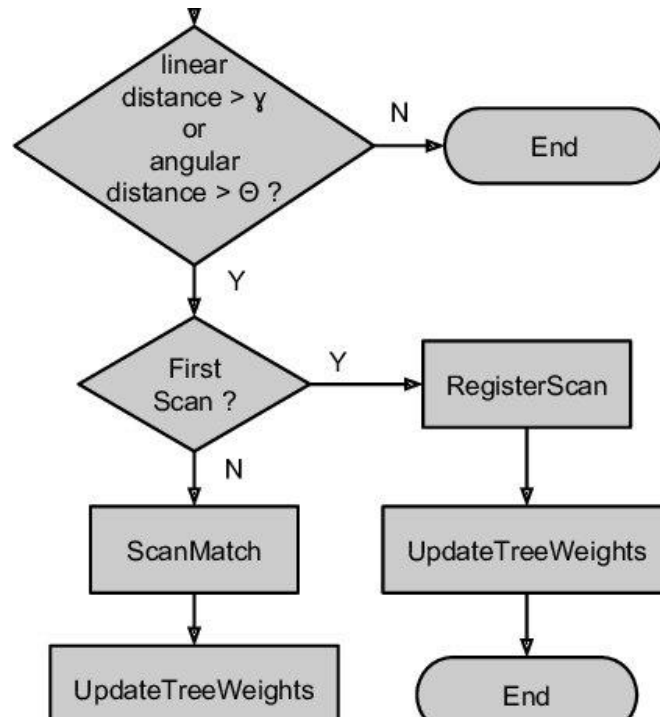 linear
distance > ɣ
or
angular
distance > Θ ?
N
End
Y
First
Scan ?
Y
RegisterScan
N
ScanMatch
UpdateTreeWeights
UpdateTreeWeights
End